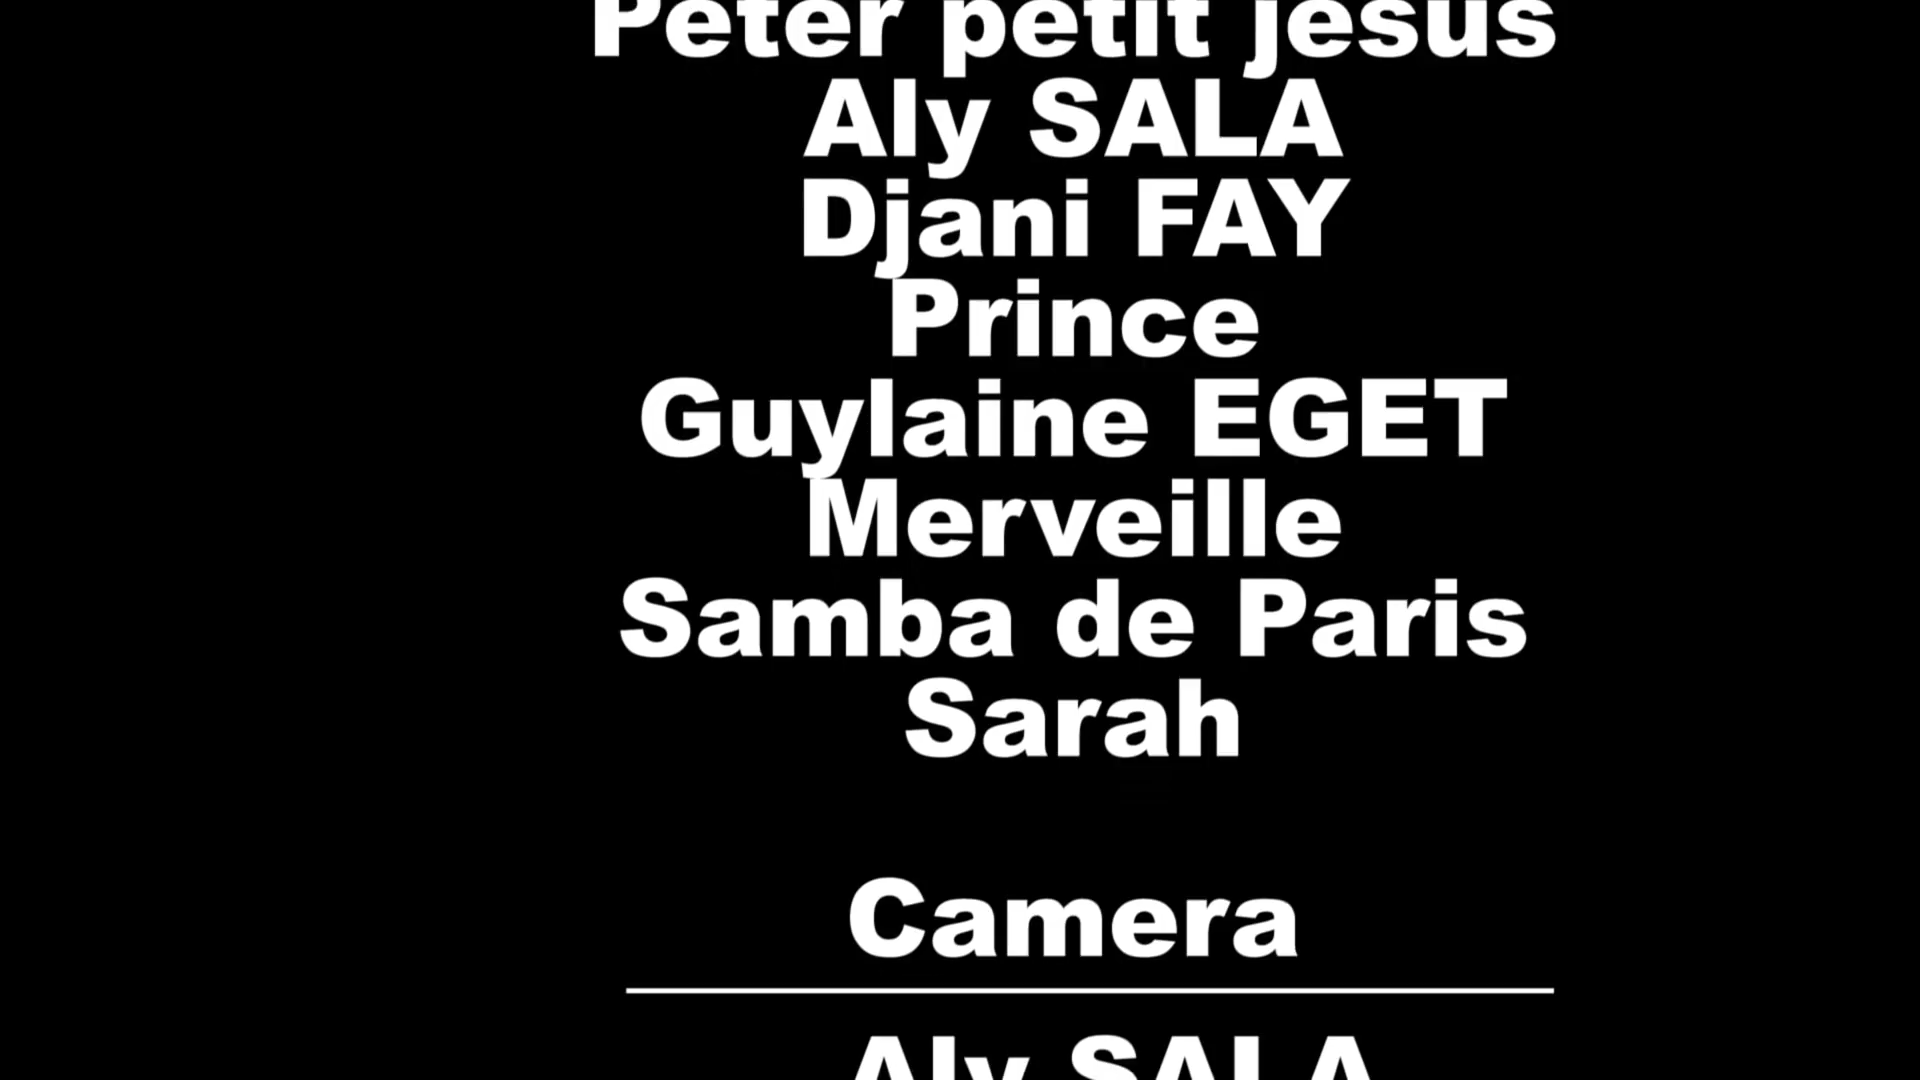 Peter petit jesus
Aly SALA
Djani FAY
Prince
Guylaine EGET
Merveille
Samba de Paris
Sarah
Camera
Aly SALA